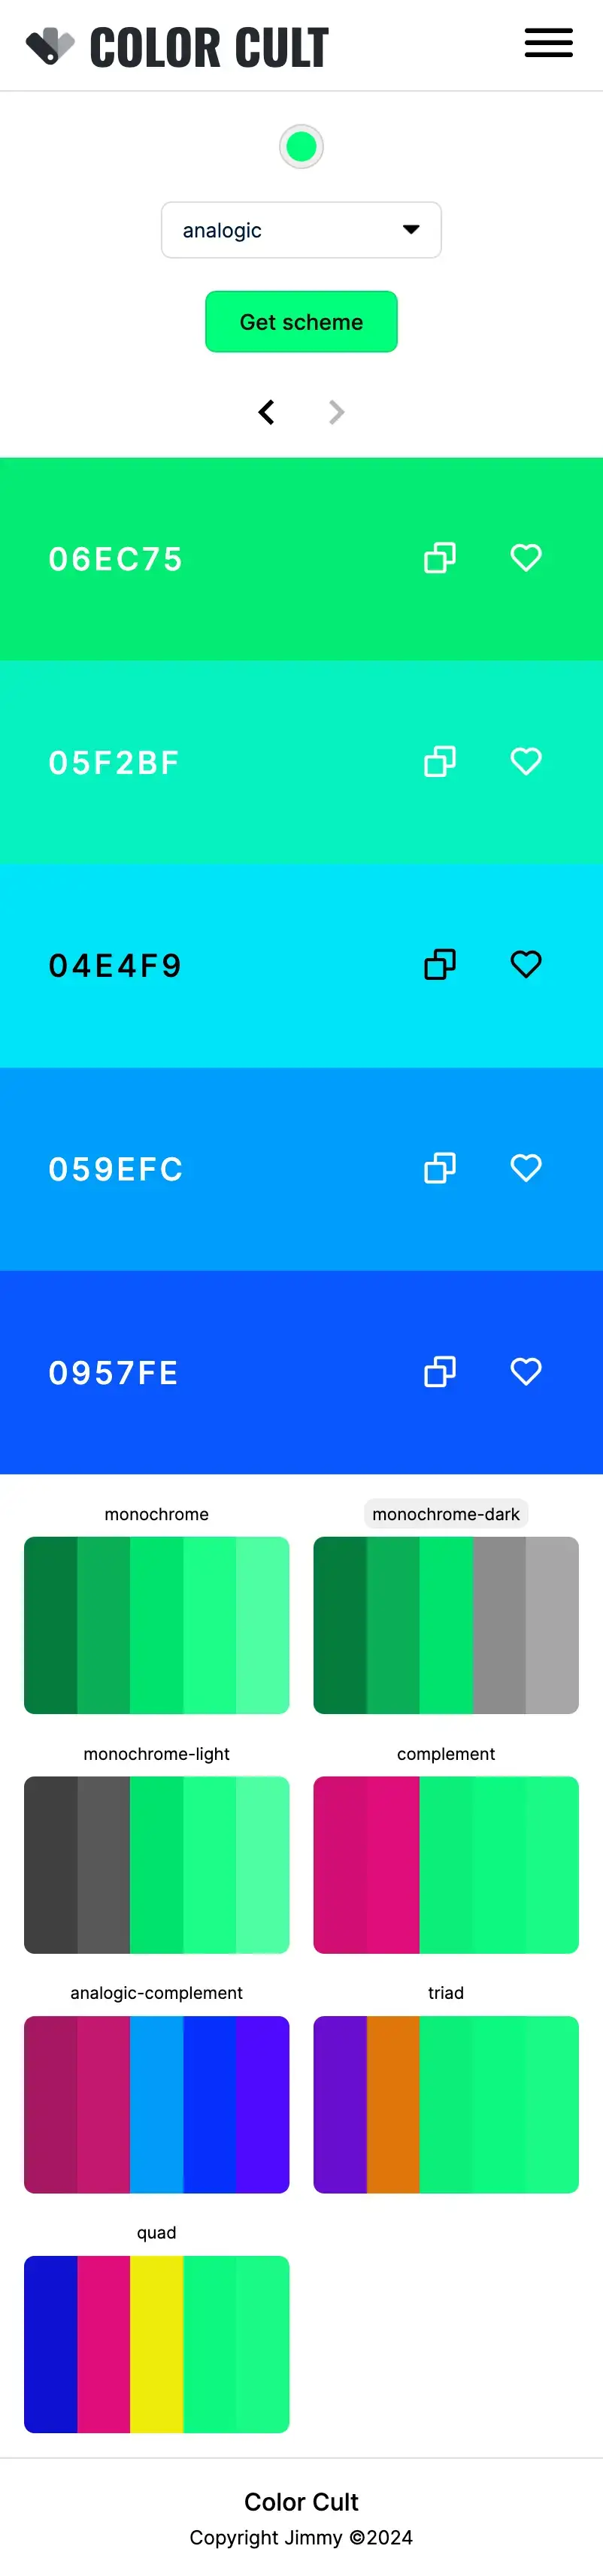 COLOR CULT
analogic
Get scheme
06EC75
05F2BF
04E4F9
059EFC
0957FE
monochrome
monochrome-dark
monochrome-light
complement
analogic-complement
triad
quad
Color Cult
Copyright Jimmy ©2024